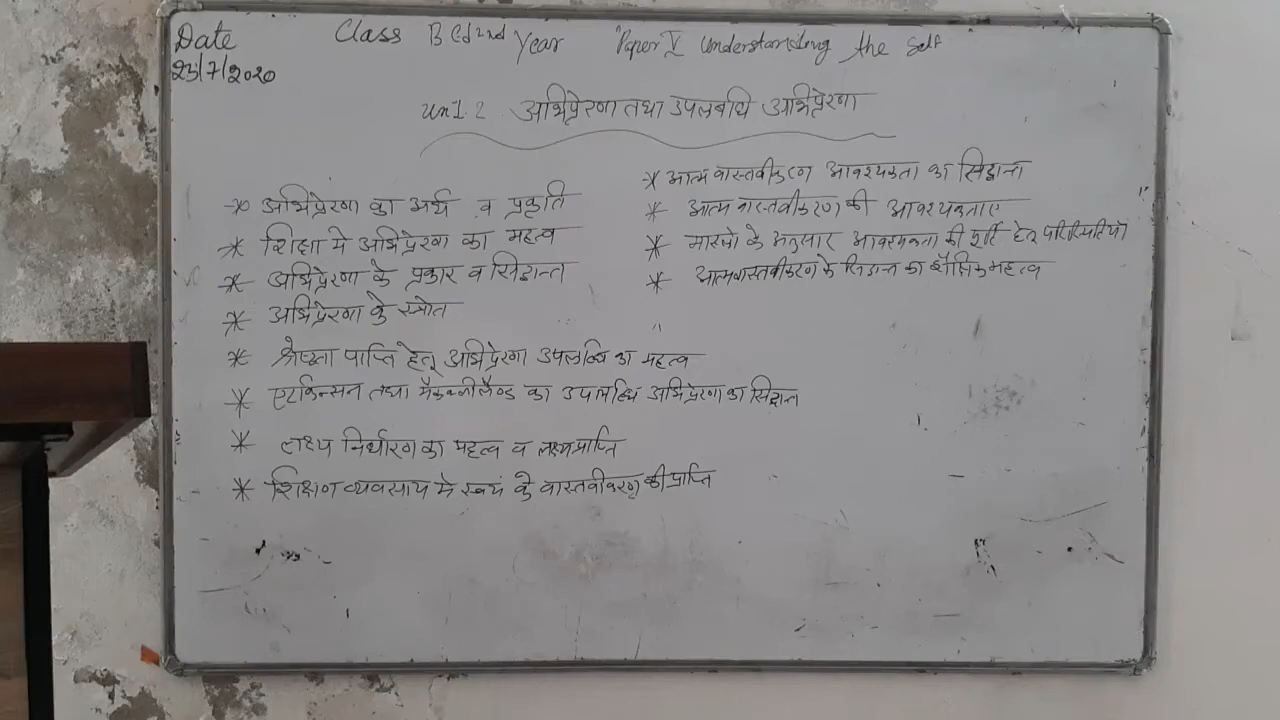 Date
23/7/2020
Class B Ed 2nd Year Paper V Understanding the Self
Unit. 2 अभिप्रेरणा तथा उपलबधि अभिप्रेरणा
* अभिप्रेरणा का अर्थ व प्रकृति
* शिक्षा मे अभिप्रेरणा का महत्व
* अभिप्रेरणा के प्रकार व सिद्धान्त
* अभिप्रेरणा के स्त्रोत
* श्रेष्ठता प्राप्ति हेतू अभिप्रेरणा उपलब्धि का महत्व
* एटकिन्सन तथा मैक्क्लीलैण्ड का उपलब्धि अभिप्रेरणा का सिद्वान्त
* लक्ष्य निर्धारण का महत्व व लक्ष्यप्राप्ति
* शिक्षण व्यवसाय मे स्वयं के वास्तवीकरण की प्राप्ति
* आत्म वास्तवीकरण आवश्यकता का सिद्वान्त
* आत्म वास्तवीकरण की आवश्यकताए
* मास्लो के अनुसार आवश्यकता की पूर्ति हेतु परिस्थितियाँ
* आत्मवास्तवीकरण के सिद्धान्त का शैक्षिक महत्व